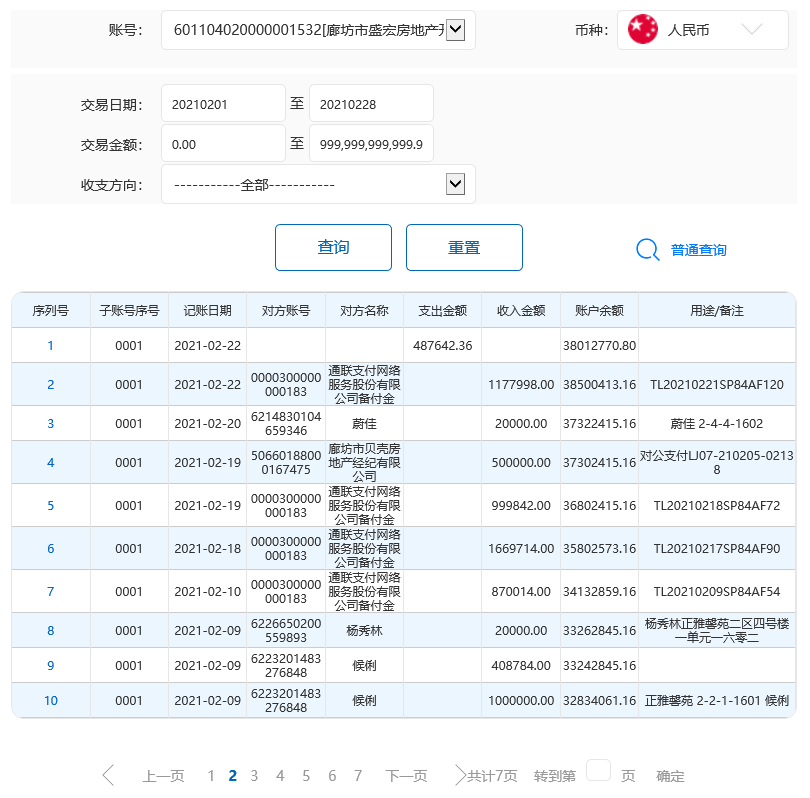 账号： 601104020000001532[廊坊市盛宏房地产开 币种： 人民币
交易日期： 20210201 至 20210228
交易金额： 0.00 至 999,999,999,999.9
收支方向： -----------全部-----------
查询 重置 普通查询
序列号 子账号序号 记账日期 对方账号 对方名称 支出金额 收入金额 账户余额 用途/备注
1 0001 2021-02-22 487642.36 38012770.80
2 0001 2021-02-22 0000300000000183 通联支付网络服务股份有限公司备付金 1177998.00 38500413.16 TL20210221SP84AF120
3 0001 2021-02-20 6214830104659346 蔚佳 20000.00 37322415.16 蔚佳 2-4-4-1602
4 0001 2021-02-19 50660188000167475 廊坊市贝壳房地产经纪有限公司 500000.00 37302415.16 对公支付LJ07-210205-02138
5 0001 2021-02-19 0000300000000183 通联支付网络服务股份有限公司备付金 999842.00 36802415.16 TL20210218SP84AF72
6 0001 2021-02-18 0000300000000183 通联支付网络服务股份有限公司备付金 1669714.00 35802573.16 TL20210217SP84AF90
7 0001 2021-02-10 0000300000000183 通联支付网络服务股份有限公司备付金 870014.00 34132859.16 TL20210209SP84AF54
8 0001 2021-02-09 6226650200559893 杨秀林 20000.00 33262845.16 杨秀林正雅馨苑二区四号楼一单元一六零二
9 0001 2021-02-09 6223201483276848 候俐 408784.00 33242845.16
10 0001 2021-02-09 6223201483276848 候俐 1000000.00 32834061.16 正雅馨苑 2-2-1-1601 候俐
上一页 1 2 3 4 5 6 7 下一页 共计7页 转到第 页 确定